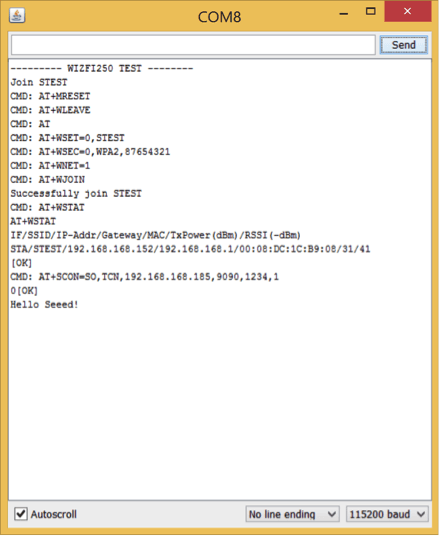 COM8
Send
--------- WIZFI250 TEST --------
Join STEST
CMD: AT+MRESET
CMD: AT+WLEAVE
CMD: AT
CMD: AT+WSET=0,STEST
CMD: AT+WSEC=0,WPA2,87654321
CMD: AT+WNET=1
CMD: AT+WJOIN
Successfully join STEST
CMD: AT+WSTAT
AT+WSTAT
IF/SSID/IP-Addr/Gateway/MAC/TxPower(dBm)/RSSI(-dBm)
STA/STEST/192.168.168.152/192.168.168.1/00:08:DC:1C:B9:08/31/41
[OK]
CMD: AT+SCON=SO,TCN,192.168.168.185,9090,1234,1
0[OK]
Hello Seeed!
Autoscroll
No line ending
115200 baud